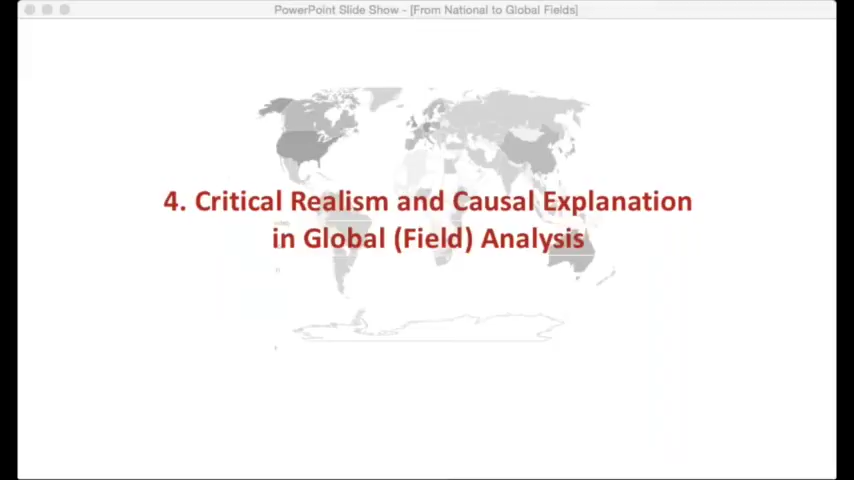 PowerPoint Slide Show - [From National to Global Fields]
4. Critical Realism and Causal Explanation
in Global (Field) Analysis